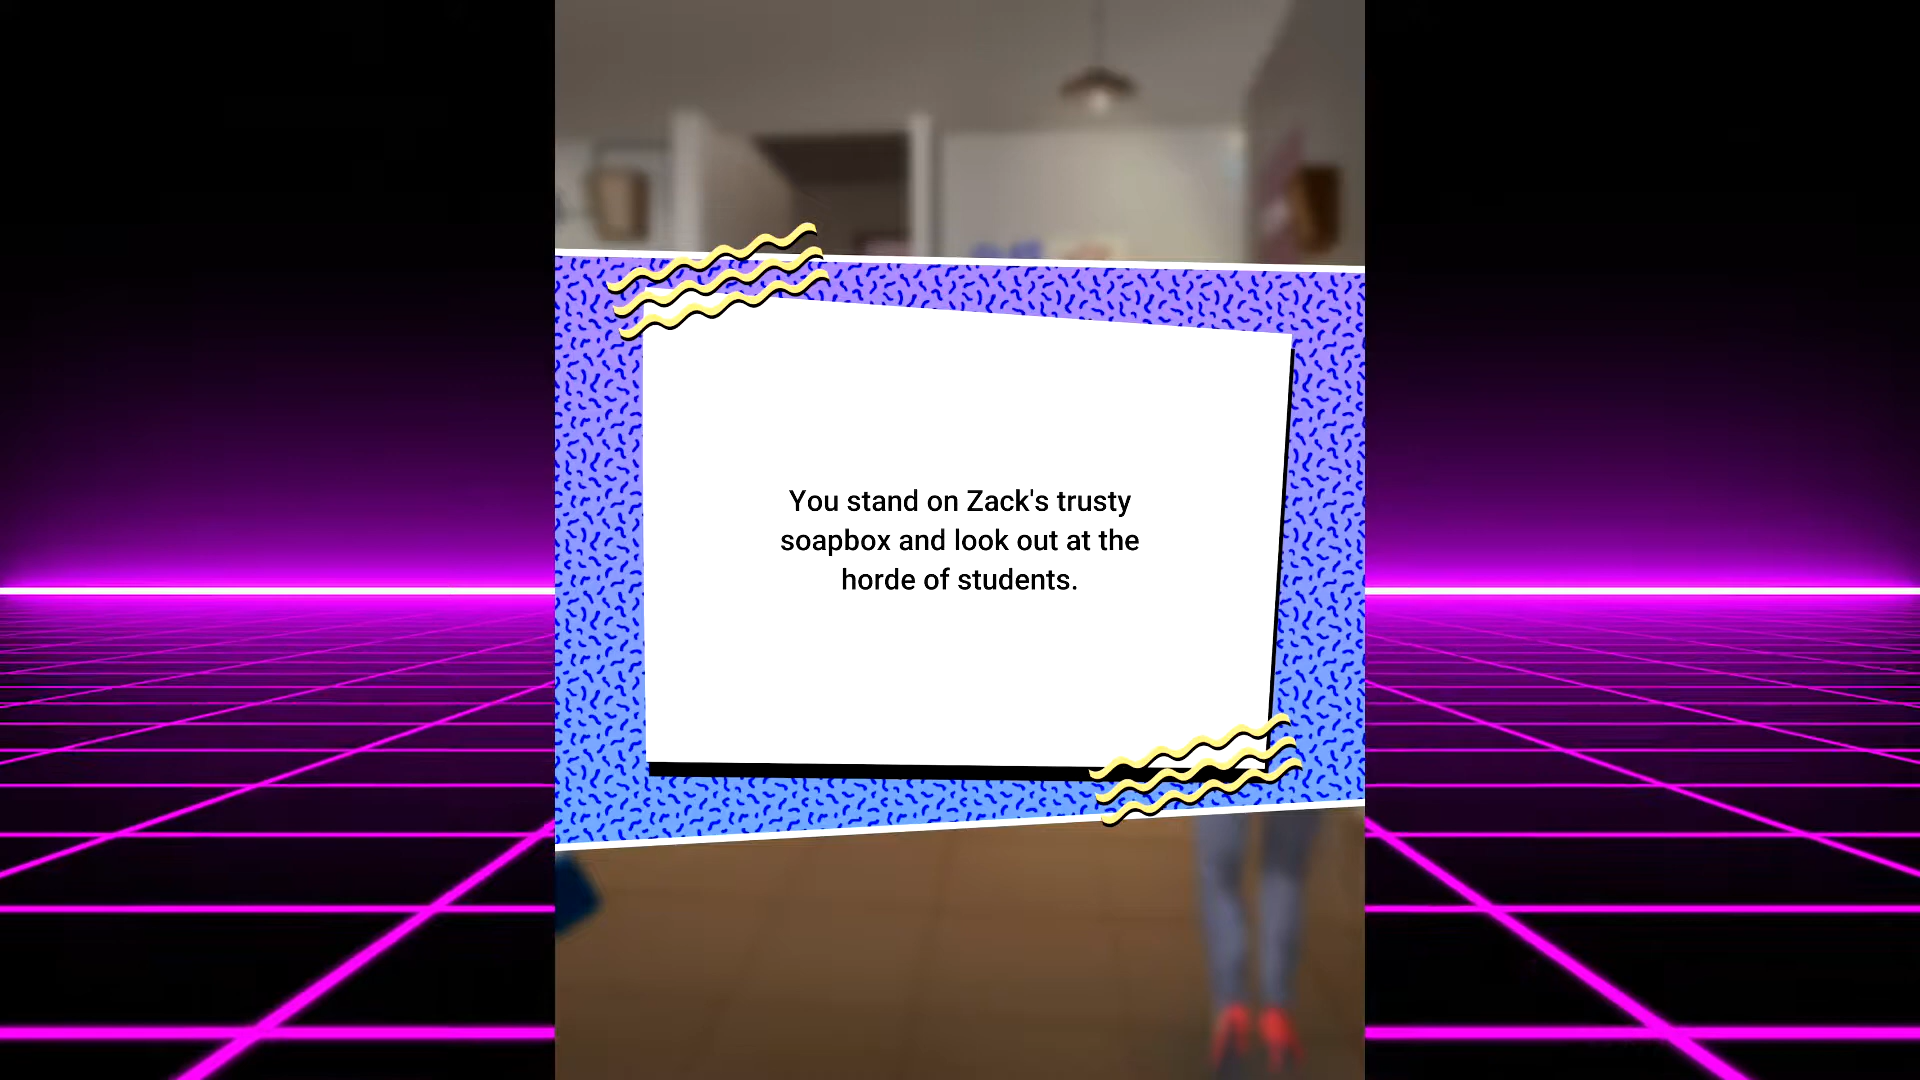 You stand on Zack's trusty
soapbox and look out at the
horde of students.